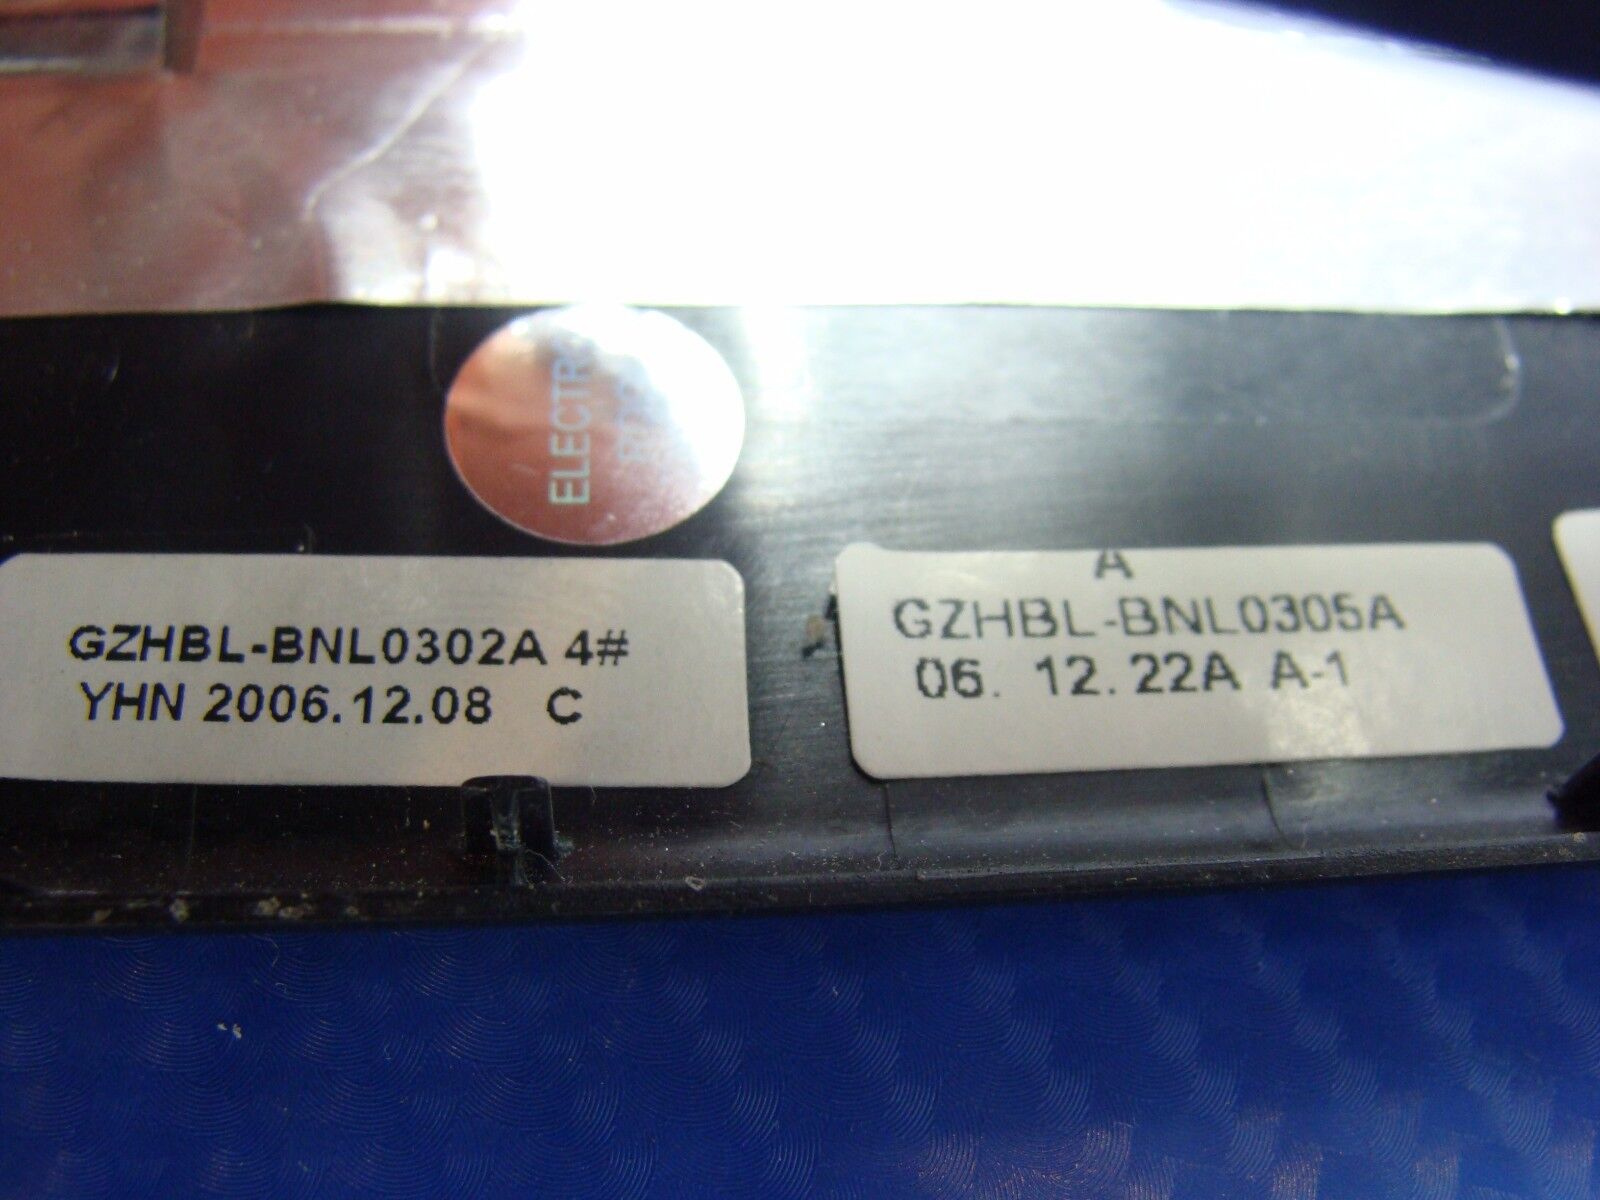 ELECTR
GZHBL-BNL0302A 4#
YHN 2006.12.08 C
A
GZHBL-BNL0305A
06. 12. 22A A-1